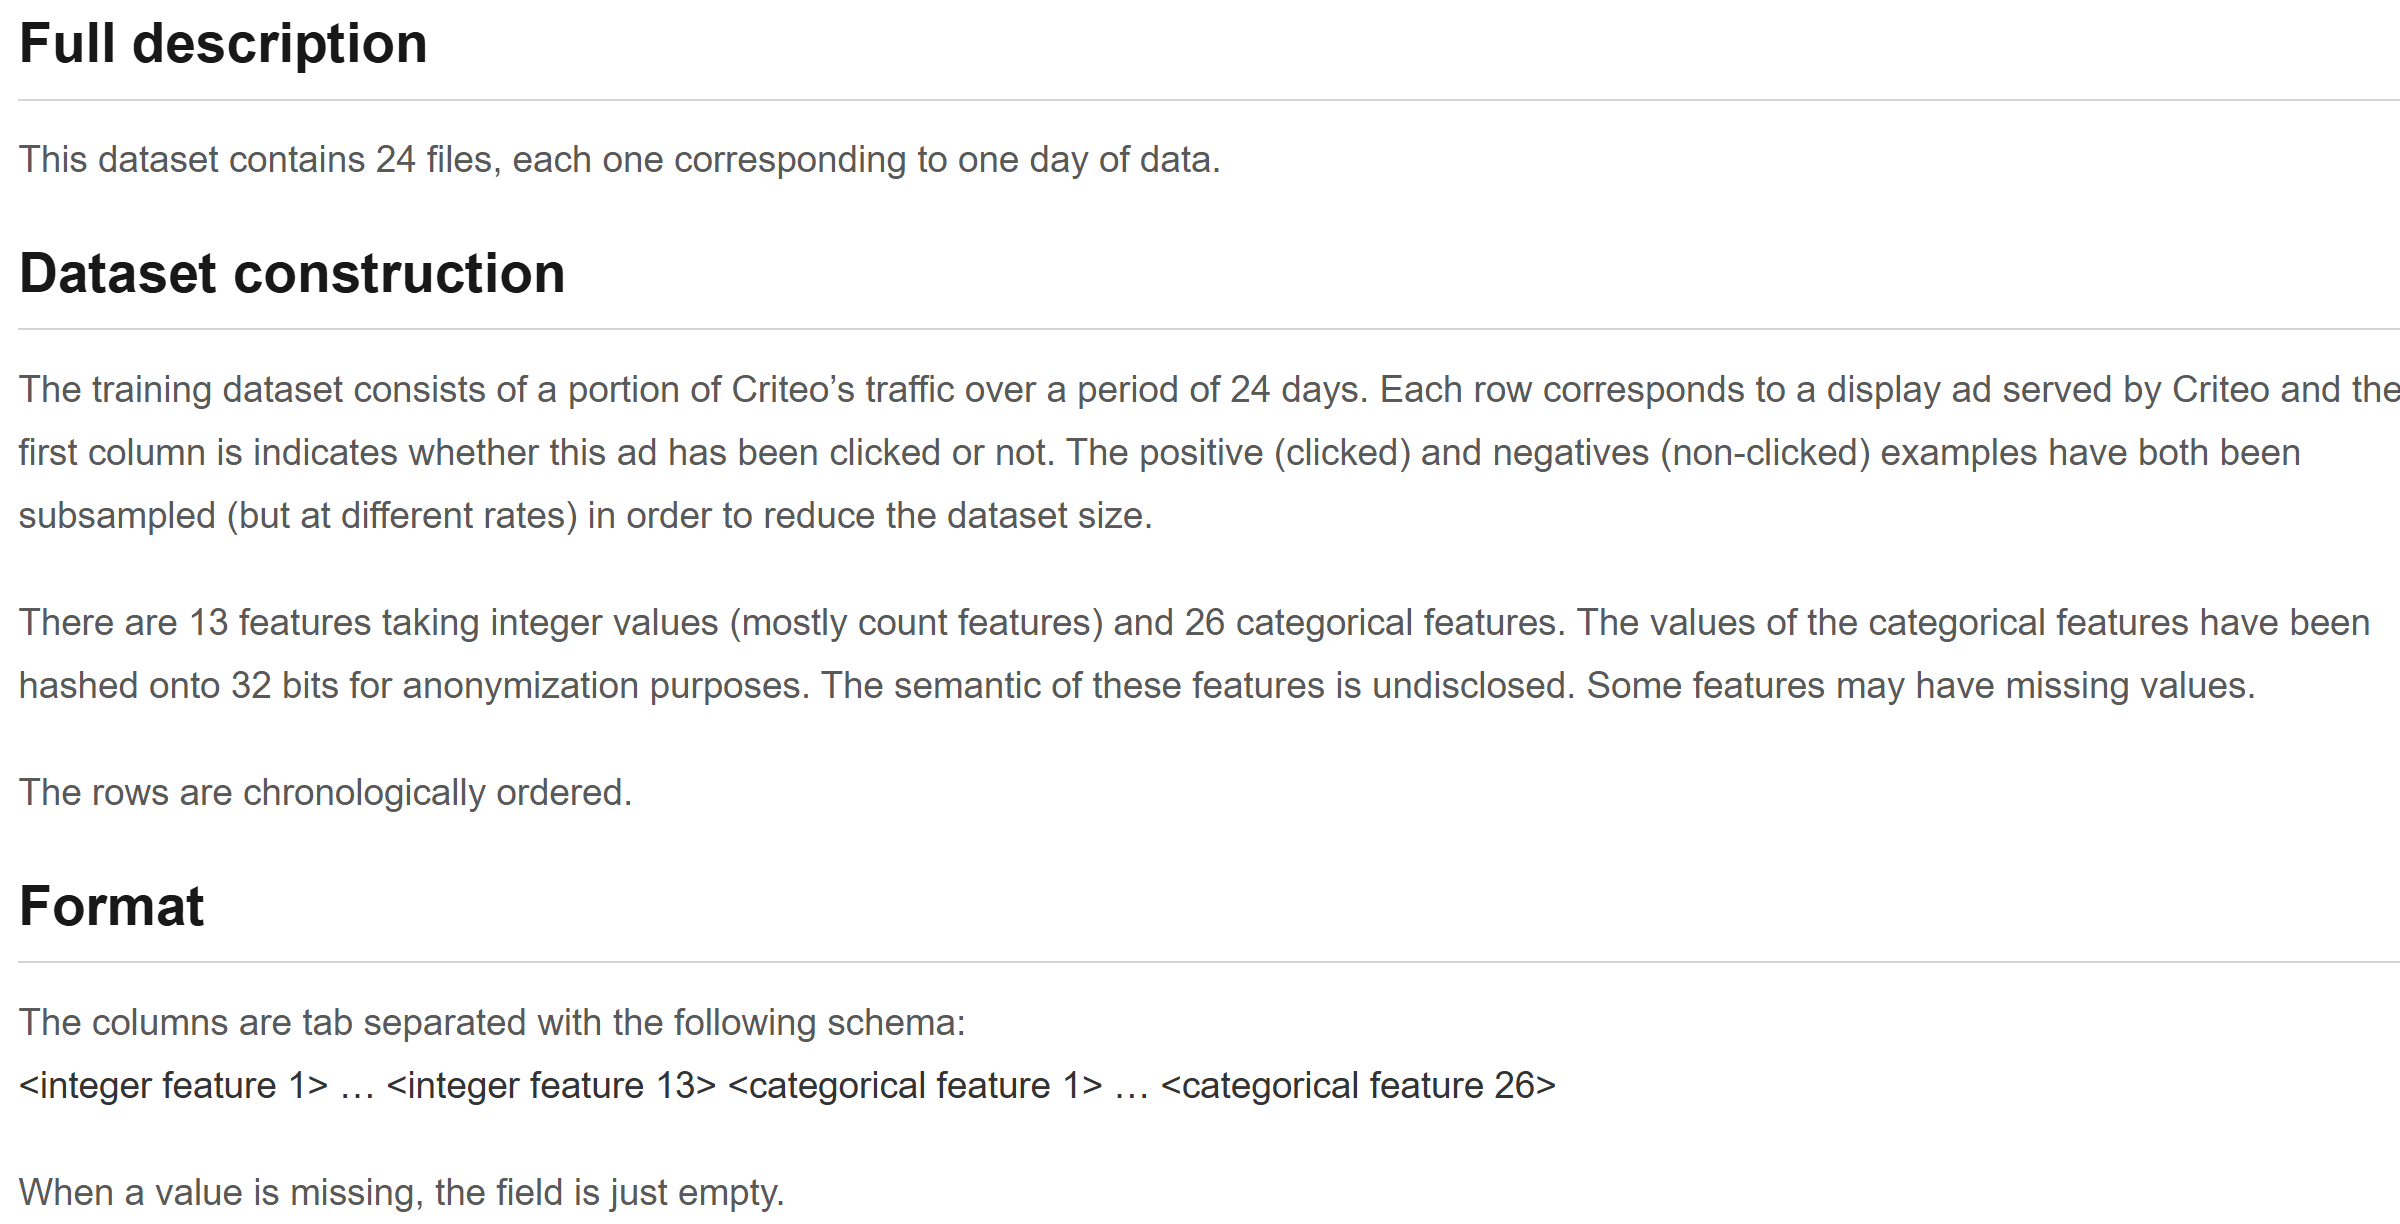 Full description
This dataset contains 24 files, each one corresponding to one day of data.
Dataset construction
The training dataset consists of a portion of Criteo’s traffic over a period of 24 days. Each row corresponds to a display ad served by Criteo and the
first column is indicates whether this ad has been clicked or not. The positive (clicked) and negatives (non-clicked) examples have both been
subsampled (but at different rates) in order to reduce the dataset size.
There are 13 features taking integer values (mostly count features) and 26 categorical features. The values of the categorical features have been
hashed onto 32 bits for anonymization purposes. The semantic of these features is undisclosed. Some features may have missing values.
The rows are chronologically ordered.
Format
The columns are tab separated with the following schema:
<integer feature 1> … <integer feature 13> <categorical feature 1> … <categorical feature 26>
When a value is missing, the field is just empty.